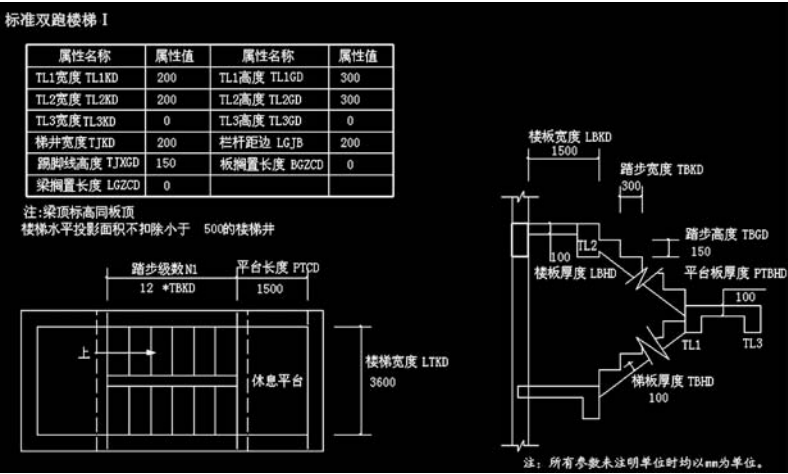 标准双跑楼梯 I
属性名称 属性值 属性名称 属性值
TL1宽度 TL1KD 200 TL1高度 TL1GD 300
TL2宽度 TL2KD 200 TL2高度 TL2GD 300
TL3宽度 TL3KD 0 TL3高度 TL3GD 0
梯井宽度TJKD 200 栏杆距边 LGJB 200
踢脚线高度 TJXGD 150 板搁置长度 BGZCD 0
梁搁置长度 LGZCD 0
注:梁顶标高同板顶
楼梯水平投影面积不扣除小于 500的楼梯井
踏步级数N1 平台长度 PTCD
12 *TBKD 1500
上
休息平台
楼梯宽度 LTKD
3600
楼板宽度 LBKD
1500
踏步宽度 TBKD
300
TL2
踏步高度 TBGD
150
100
楼板厚度 LBHD
平台板厚度 PTBHD
100
TL1 TL3
梯板厚度 TBHD
100
注: 所有参数未注明单位时均以mm为单位。